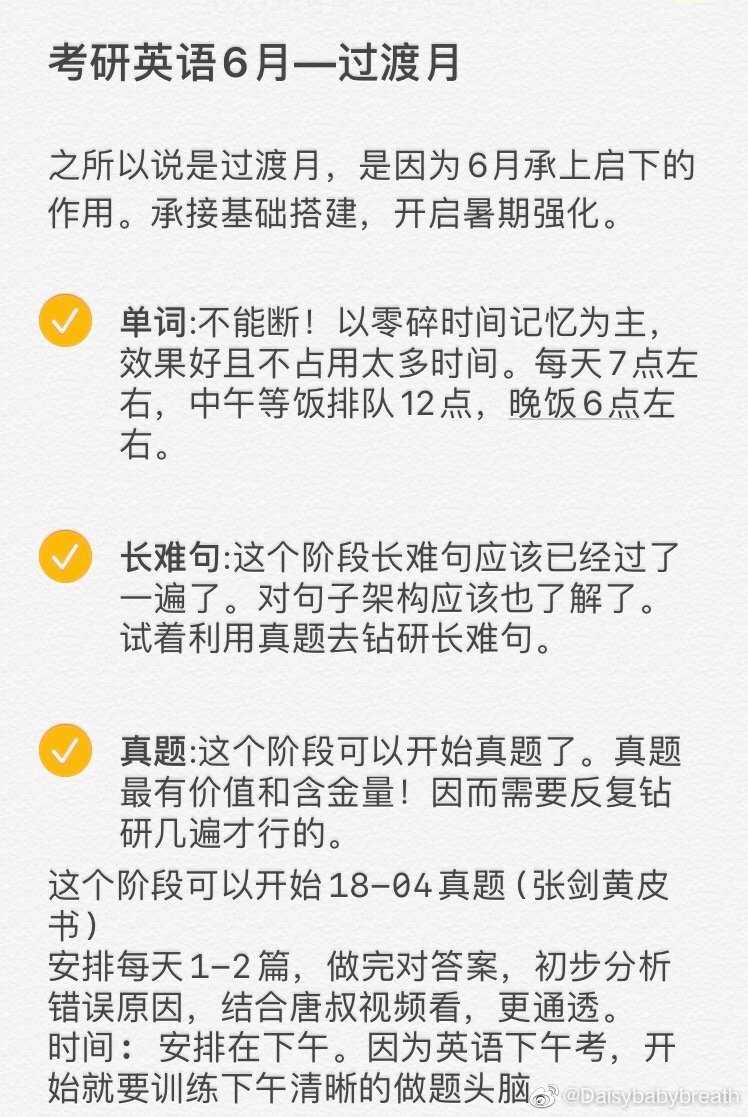 考研英语6月—过渡月
之所以说是过渡月，是因为6月承上启下的
作用。承接基础搭建，开启暑期强化。
单词:不能断！以零碎时间记忆为主，
效果好且不占用太多时间。每天7点左
右，中午等饭排队12点，晚饭6点左
右。
长难句:这个阶段长难句应该已经过了
一遍了。对句子架构应该也了解了。
试着利用真题去钻研长难句。
真题:这个阶段可以开始真题了。真题
最有价值和含金量！因而需要反复钻
研几遍才行的。
这个阶段可以开始18-04真题(张剑黄皮
书)
安排每天1-2篇，做完对答案，初步分析
错误原因，结合唐叔视频看，更通透。
时间: 安排在下午。因为英语下午考，开
始就要训练下午清晰的做题头脑
@Daisybabybreath